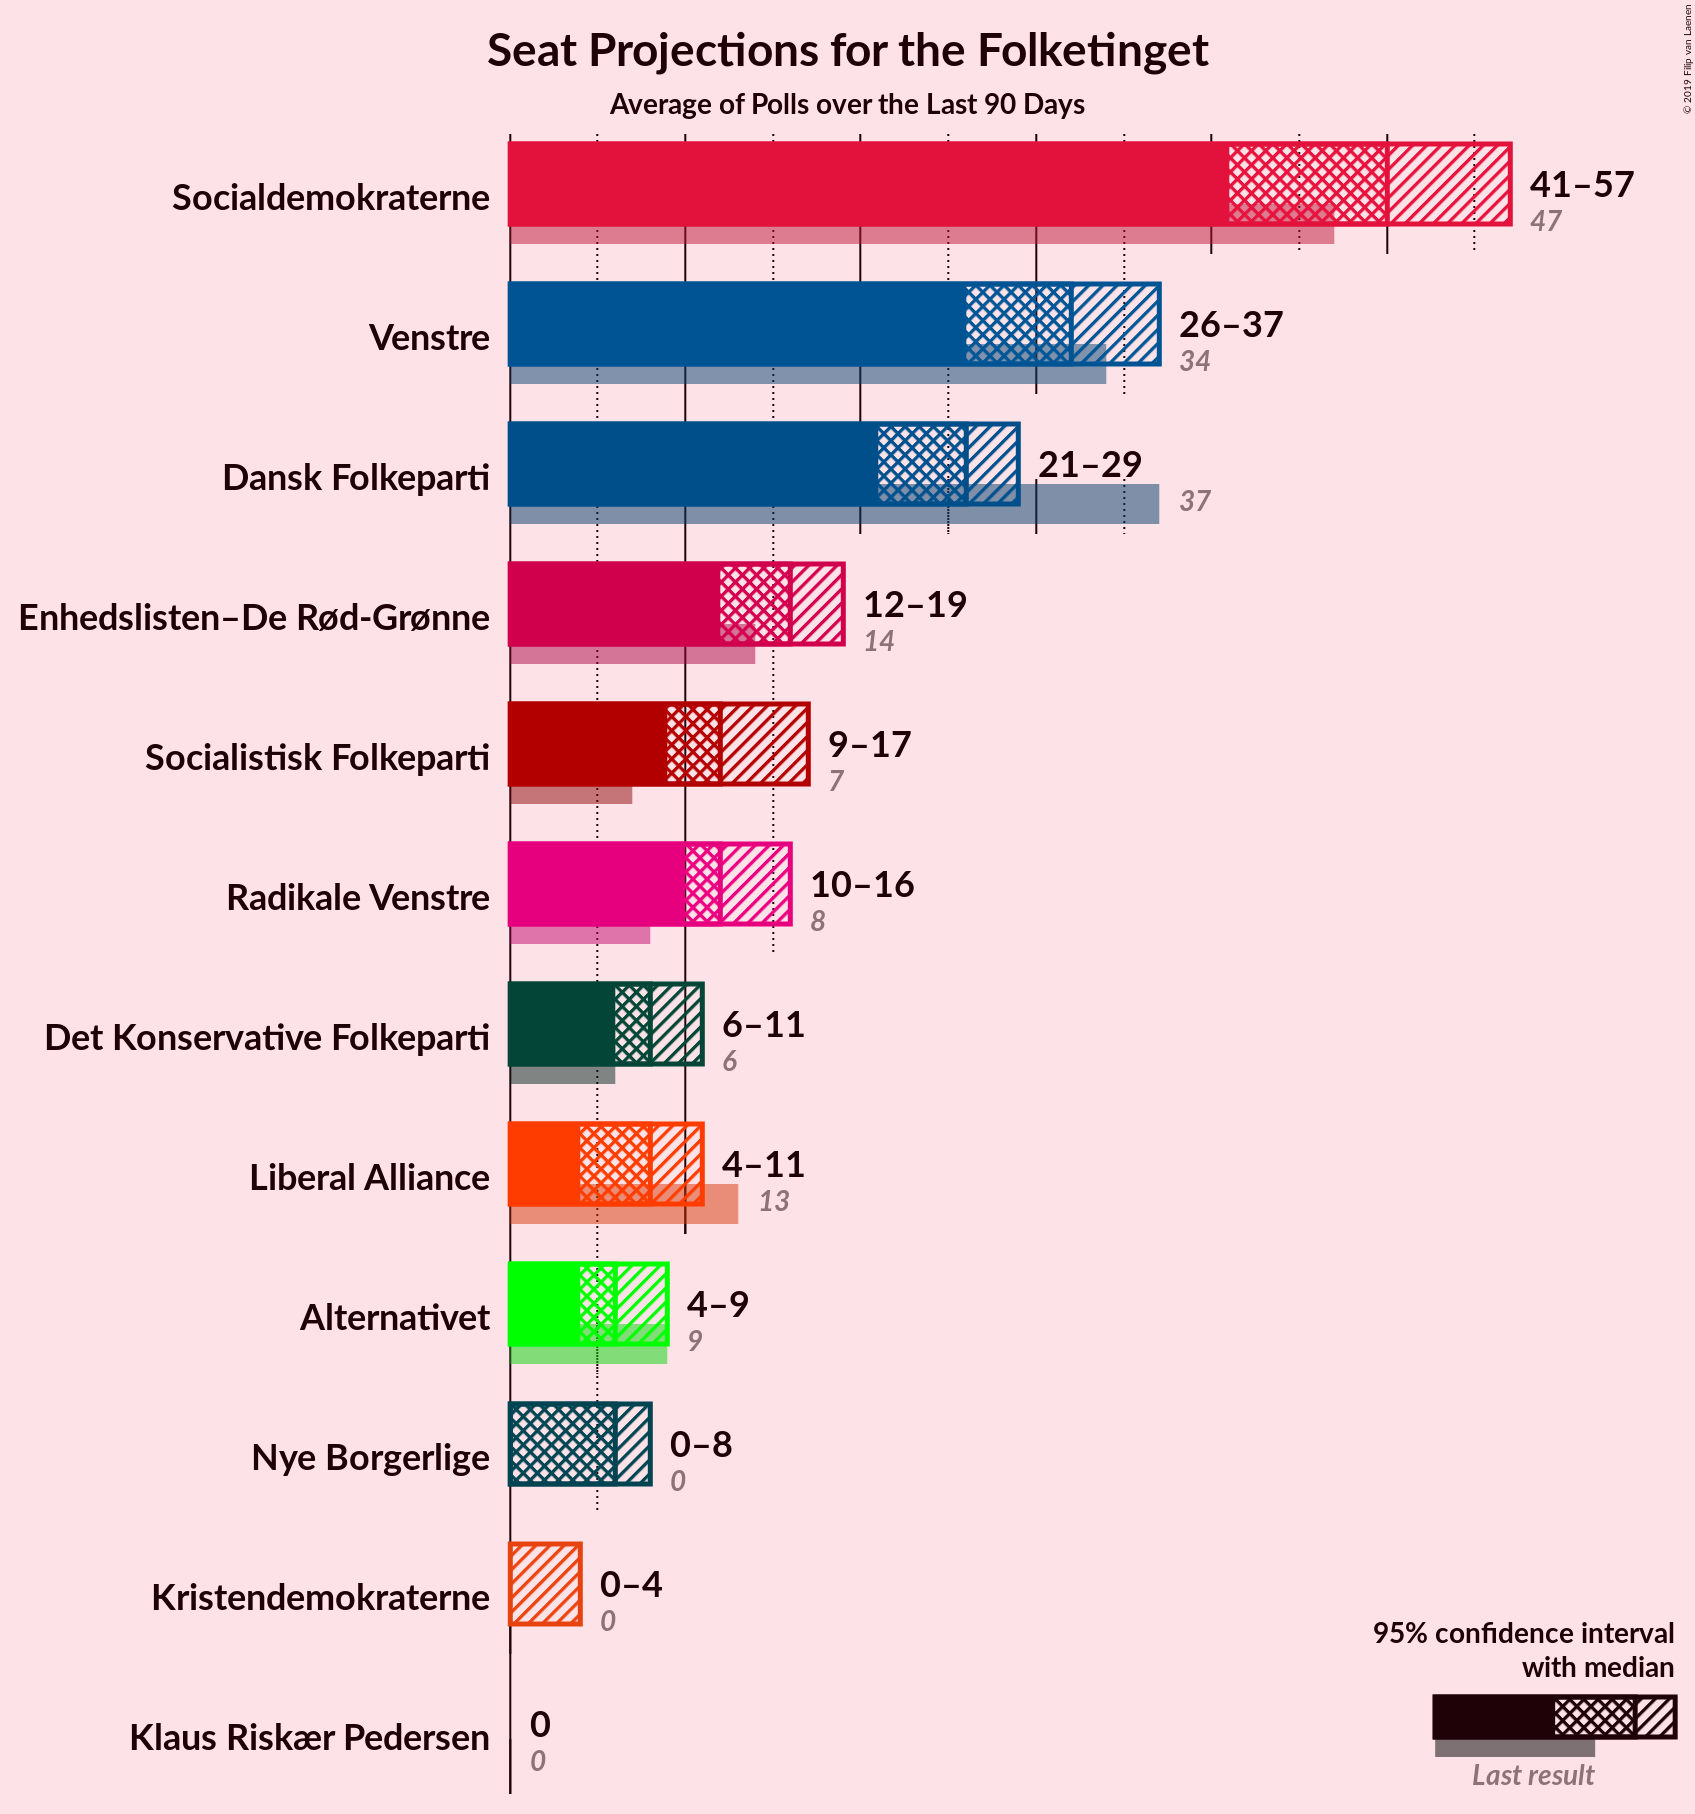 Seat Projections for the Folketinget
Average of Polls over the Last 90 Days
© 2019 Filip van Laenen
Socialdemokraterne
41–57
47
Venstre
26–37
34
Dansk Folkeparti
21–29
37
Enhedslisten–De Rød-Grønne
12–19
14
Socialistisk Folkeparti
9–17
7
Radikale Venstre
10–16
8
Det Konservative Folkeparti
6–11
6
Liberal Alliance
4–11
13
Alternativet
4–9
9
Nye Borgerlige
0–8
0
Kristendemokraterne
0–4
0
Klaus Riskær Pedersen
0
0
95% confidence interval
with median
Last result